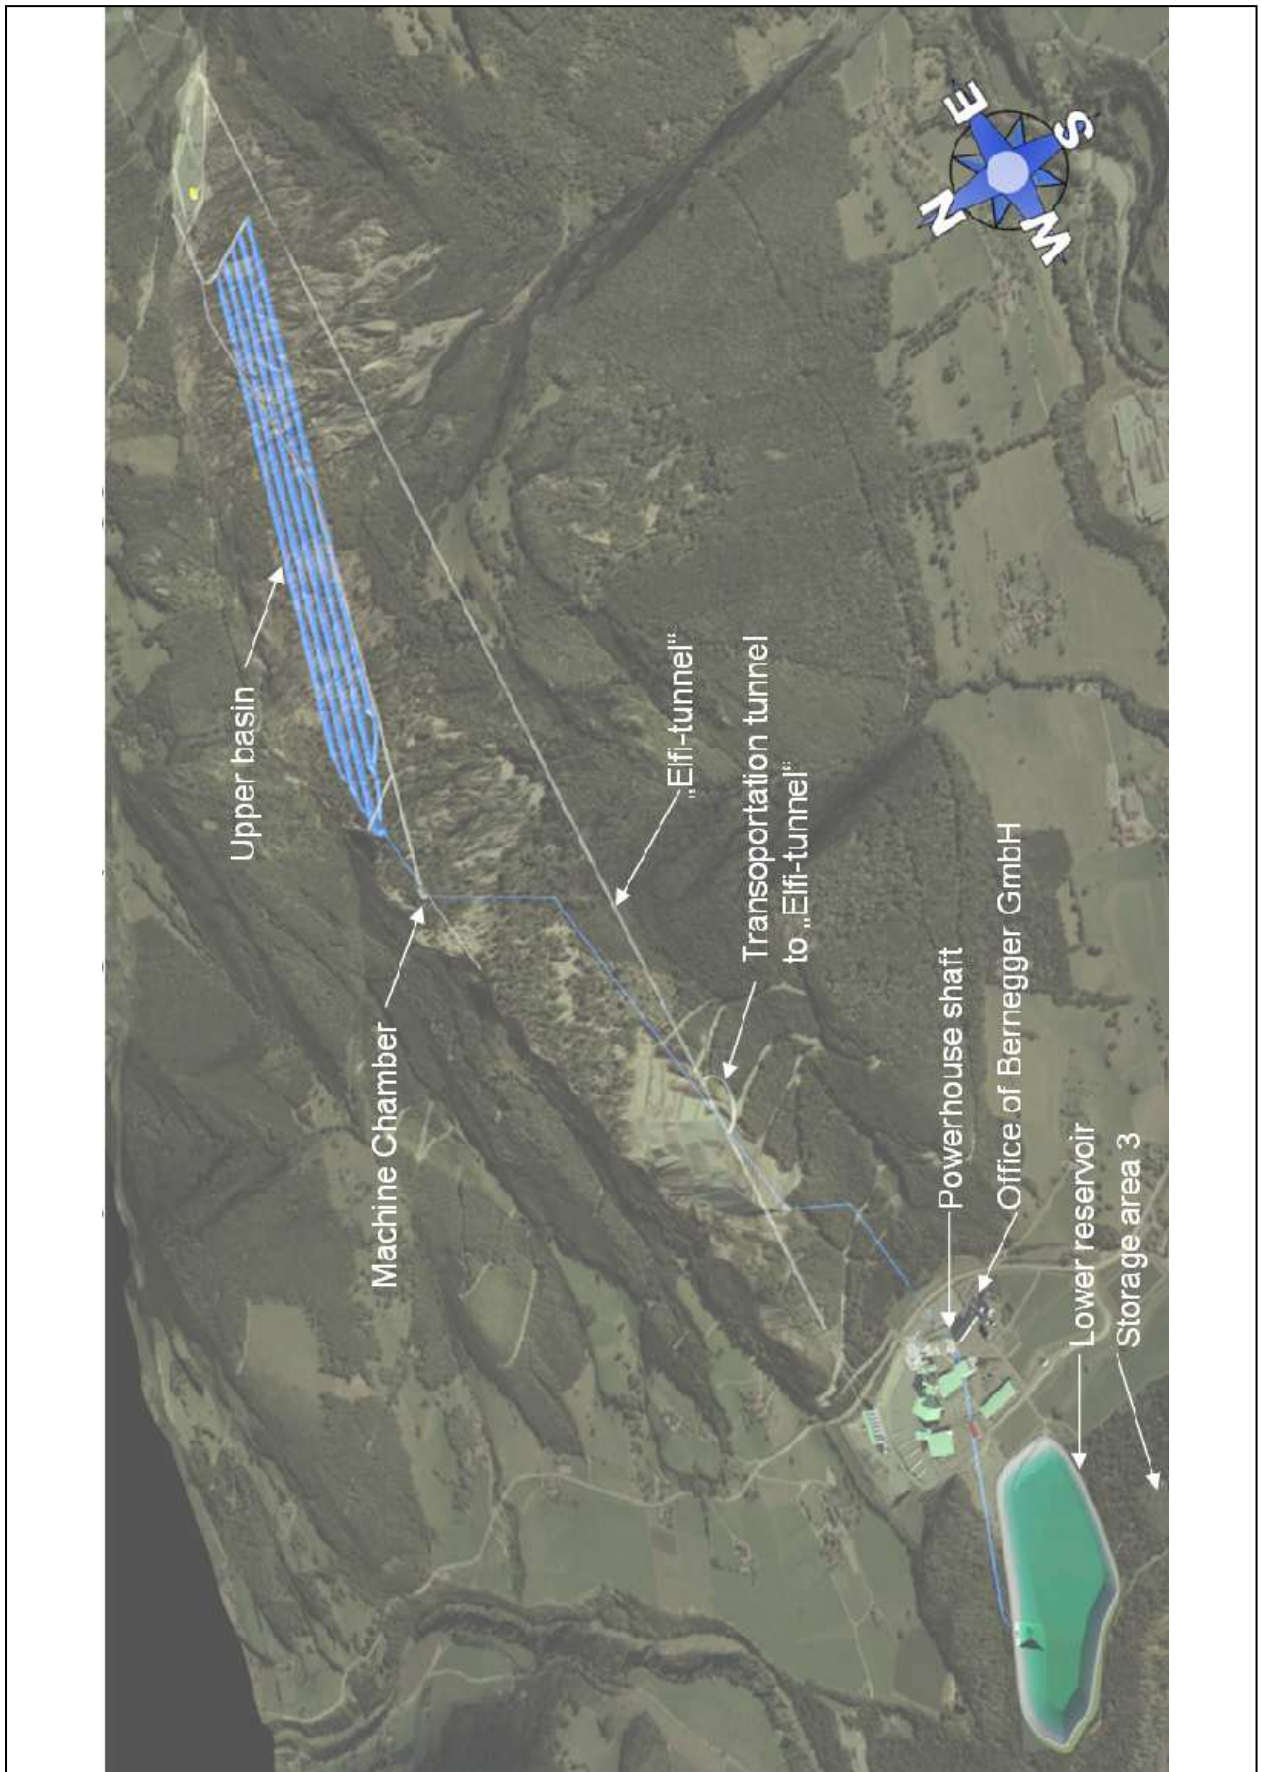 Upper basin
Machine Chamber
„Elfi-tunnel“
Transoportation tunnel
to „Elfi-tunnel“
Powerhouse shaft
Office of Bernegger GmbH
Lower reservoir
Storage area 3
N
E
S
W